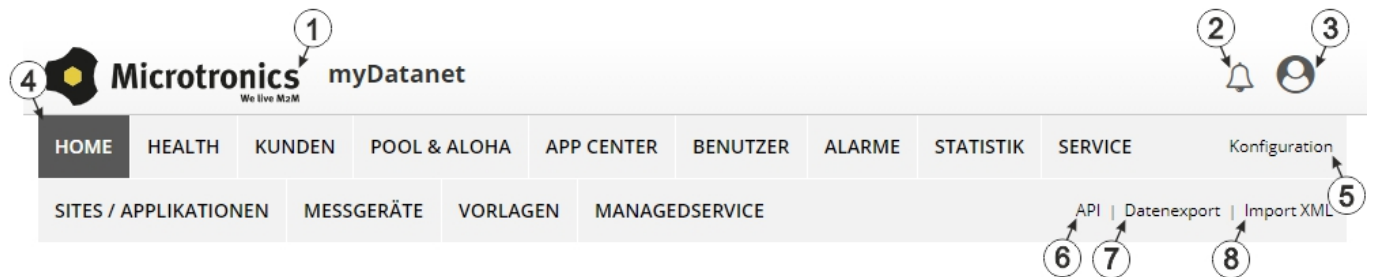 1 2 3
4 Microtronics myDatanet
We live M2M
HOME HEALTH KUNDEN POOL & ALOHA APP CENTER BENUTZER ALARME STATISTIK SERVICE Konfiguration
5
SITES / APPLIKATIONEN MESSGERÄTE VORLAGEN MANAGEDSERVICE API | Datenexport | Import XML
6 7 8